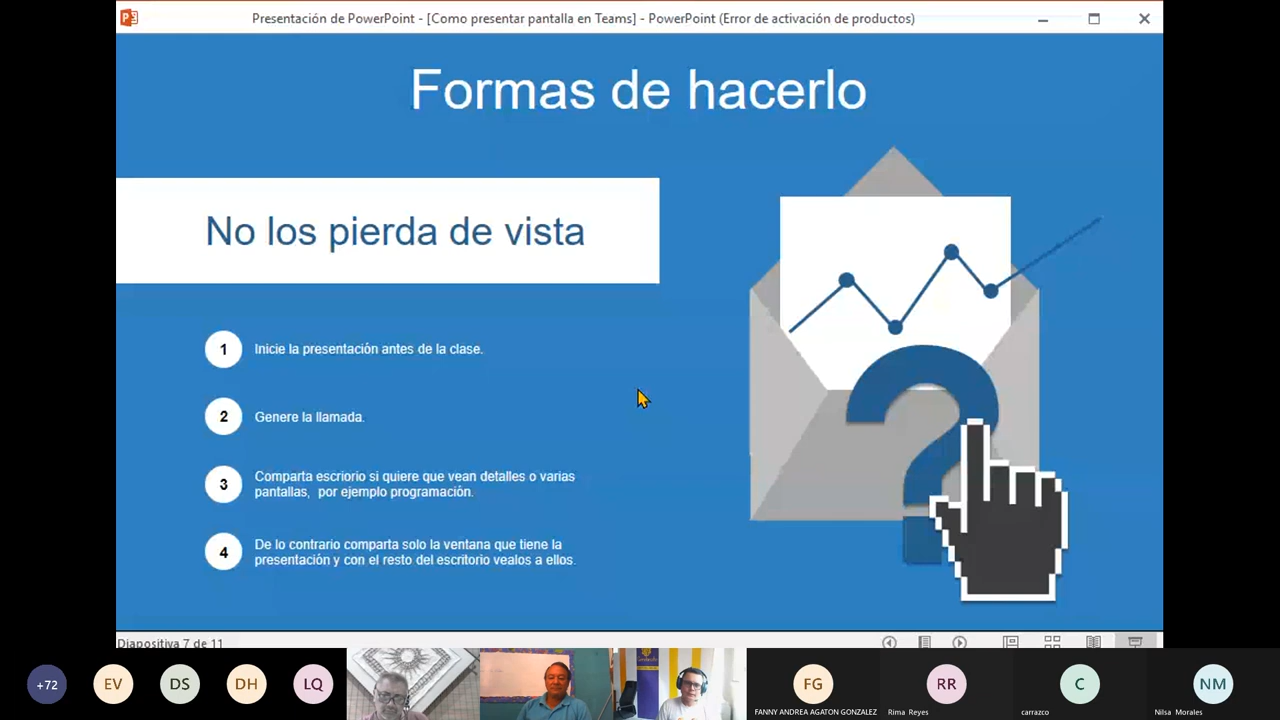 Presentación de PowerPoint - [Como presentar pantalla en Teams] - PowerPoint (Error de activación de productos)
Formas de hacerlo
No los pierda de vista
1 Inicie la presentación antes de la clase.
2 Genere la llamada.
3 Comparta escriorio si quiere que vean detalles o varias
pantallas, por ejemplo programación.
4 De lo contrario comparta solo la ventana que tiene la
presentación y con el resto del escritorio vealos a ellos.
?
Diapositiva 7 de 11
+72 EV DS DH LQ FG RR C NM
FANNY ANDREA AGATON GONZALEZ Rima Reyes carrazco Nilsa Morales